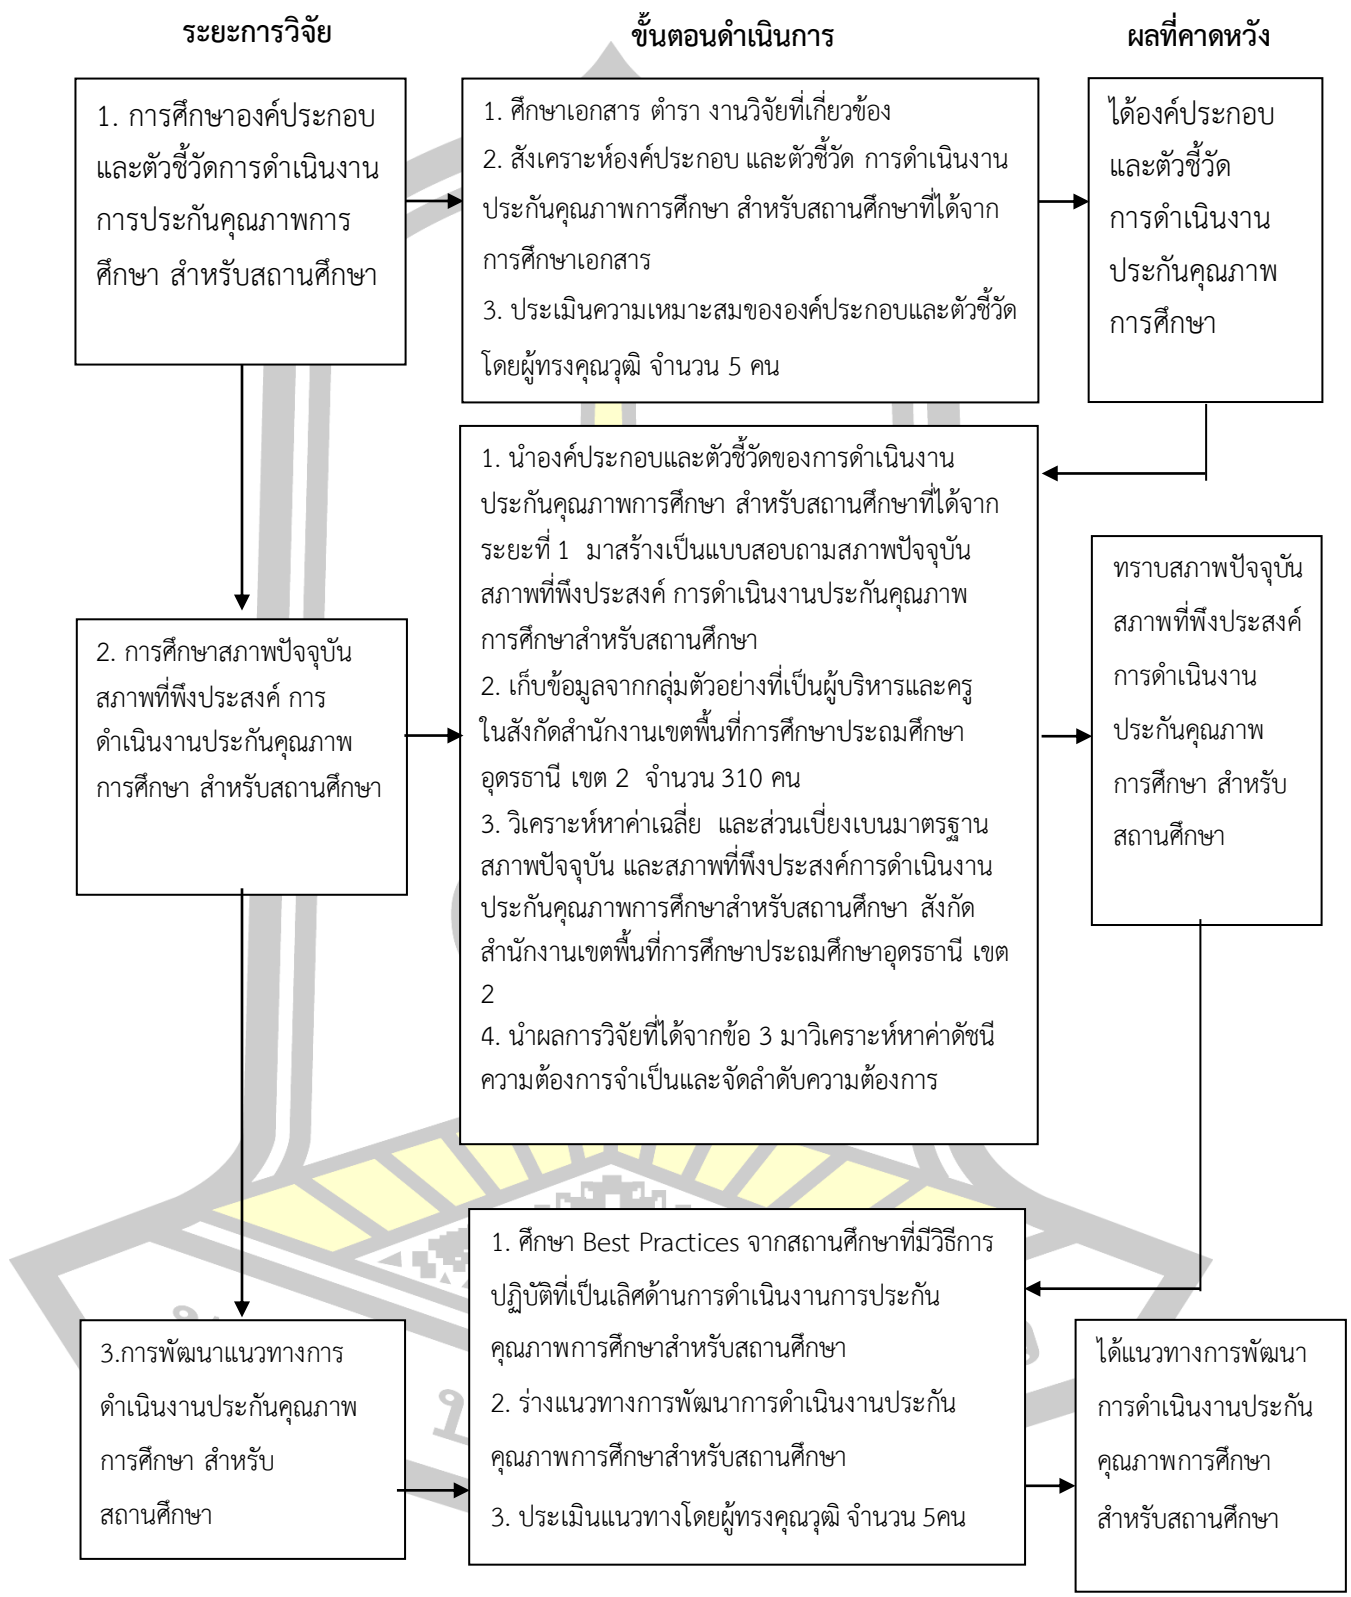 ระยะการวิจัย
ขั้นตอนดำเนินการ
ผลที่คาดหวัง
1. การศึกษาองค์ประกอบ
และตัวชี้วัดการดำเนินงาน
การประกันคุณภาพการ
ศึกษา สำหรับสถานศึกษา
1. ศึกษาเอกสาร ตำรา งานวิจัยที่เกี่ยวข้อง
2. สังเคราะห์องค์ประกอบ และตัวชี้วัด การดำเนินงาน
ประกันคุณภาพการศึกษา สำหรับสถานศึกษาที่ได้จาก
การศึกษาเอกสาร
3. ประเมินความเหมาะสมขององค์ประกอบและตัวชี้วัด
โดยผู้ทรงคุณวุฒิ จำนวน 5 คน
ได้องค์ประกอบ
และตัวชี้วัด
การดำเนินงาน
ประกันคุณภาพ
การศึกษา
2. การศึกษาสภาพปัจจุบัน
สภาพที่พึงประสงค์ การ
ดำเนินงานประกันคุณภาพ
การศึกษา สำหรับสถานศึกษา
1. นำองค์ประกอบและตัวชี้วัดของการดำเนินงาน
ประกันคุณภาพการศึกษา สำหรับสถานศึกษาที่ได้จาก
ระยะที่ 1 มาสร้างเป็นแบบสอบถามสภาพปัจจุบัน
สภาพที่พึงประสงค์ การดำเนินงานประกันคุณภาพ
การศึกษาสำหรับสถานศึกษา
2. เก็บข้อมูลจากกลุ่มตัวอย่างที่เป็นผู้บริหารและครู
ในสังกัดสำนักงานเขตพื้นที่การศึกษาประถมศึกษา
อุดรธานี เขต 2 จำนวน 310 คน
3. วิเคราะห์หาค่าเฉลี่ย และส่วนเบี่ยงเบนมาตรฐาน
สภาพปัจจุบัน และสภาพที่พึงประสงค์การดำเนินงาน
ประกันคุณภาพการศึกษาสำหรับสถานศึกษา สังกัด
สำนักงานเขตพื้นที่การศึกษาประถมศึกษาอุดรธานี เขต
2
4. นำผลการวิจัยที่ได้จากข้อ 3 มาวิเคราะห์หาค่าดัชนี
ความต้องการจำเป็นและจัดลำดับความต้องการ
ทราบสภาพปัจจุบัน
สภาพที่พึงประสงค์
การดำเนินงาน
ประกันคุณภาพ
การศึกษา สำหรับ
สถานศึกษา
3.การพัฒนาแนวทางการ
ดำเนินงานประกันคุณภาพ
การศึกษา สำหรับ
สถานศึกษา
1. ศึกษา Best Practices จากสถานศึกษาที่มีวิธีการ
ปฏิบัติที่เป็นเลิศด้านการดำเนินงานการประกัน
คุณภาพการศึกษาสำหรับสถานศึกษา
2. ร่างแนวทางการพัฒนาการดำเนินงานประกัน
คุณภาพการศึกษาสำหรับสถานศึกษา
3. ประเมินแนวทางโดยผู้ทรงคุณวุฒิ จำนวน 5คน
ได้แนวทางการพัฒนา
การดำเนินงานประกัน
คุณภาพการศึกษา
สำหรับสถานศึกษา